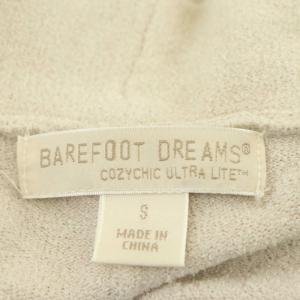 BAREFOOT DREAMS®
COZYCHIC ULTRA LITE™
S
MADE IN
CHINA